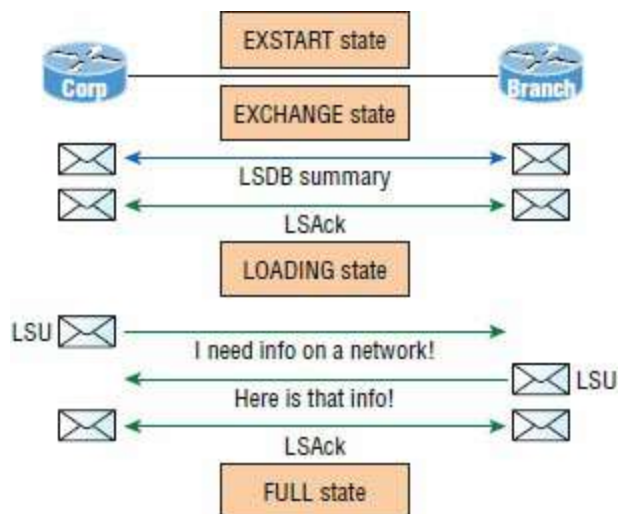 EXSTART state
Corp
Branch
EXCHANGE state
LSDB summary
LSAck
LOADING state
LSU
I need info on a network!
LSU
Here is that info!
LSAck
FULL state